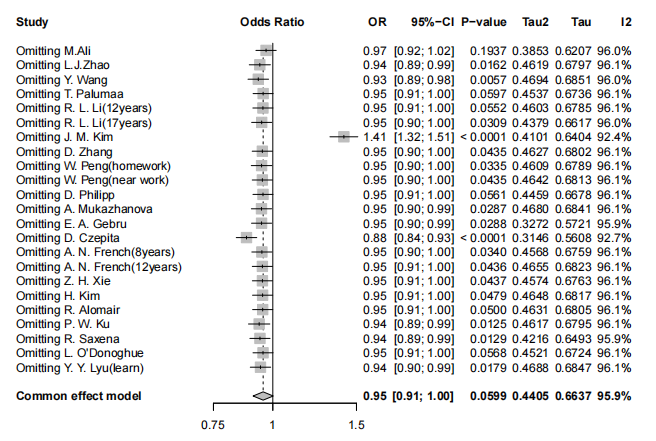 Study Odds Ratio OR 95%-CI P-value Tau2 Tau I2
Omitting M.Ali 0.97 [0.92; 1.02] 0.1937 0.3853 0.6207 96.0%
Omitting L.J.Zhao 0.94 [0.89; 0.99] 0.0162 0.4619 0.6797 96.1%
Omitting Y. Wang 0.93 [0.89; 0.98] 0.0057 0.4694 0.6851 96.1%
Omitting T. Palumaa 0.95 [0.91; 1.00] 0.0597 0.4537 0.6736 96.1%
Omitting R. L. Li(12years) 0.95 [0.91; 1.00] 0.0552 0.4603 0.6785 96.1%
Omitting R. L. Li(17years) 0.95 [0.90; 1.00] 0.0309 0.4379 0.6617 96.1%
Omitting J. M. Kim 1.41 [1.32; 1.51] < 0.0001 0.4101 0.6404 92.4%
Omitting D. Zhang 0.95 [0.90; 1.00] 0.0435 0.4627 0.6802 96.1%
Omitting W. Peng(homework) 0.95 [0.90; 1.00] 0.0335 0.4609 0.6789 96.1%
Omitting W. Peng(near work) 0.95 [0.90; 1.00] 0.0435 0.4642 0.6813 96.1%
Omitting D. Philipp 0.95 [0.91; 1.00] 0.0561 0.4459 0.6678 96.1%
Omitting A. Mukazhanova 0.95 [0.90; 0.99] 0.0287 0.4680 0.6841 96.1%
Omitting E. A. Gebru 0.95 [0.90; 0.99] 0.0288 0.3272 0.5721 95.9%
Omitting D. Czepita 0.88 [0.84; 0.93] < 0.0001 0.3146 0.5608 92.7%
Omitting A. N. French(8years) 0.95 [0.90; 1.00] 0.0340 0.4568 0.6759 96.1%
Omitting A. N. French(12years) 0.95 [0.91; 1.00] 0.0436 0.4655 0.6823 96.1%
Omitting Z. H. Xie 0.95 [0.91; 1.00] 0.0437 0.4574 0.6763 96.1%
Omitting H. Kim 0.95 [0.91; 1.00] 0.0479 0.4648 0.6817 96.1%
Omitting R. Alomair 0.95 [0.91; 1.00] 0.0500 0.4631 0.6805 96.1%
Omitting P. W. Ku 0.94 [0.89; 0.99] 0.0125 0.4617 0.6795 96.1%
Omitting R. Saxena 0.94 [0.89; 0.99] 0.0129 0.4216 0.6493 95.9%
Omitting L. O'Donoghue 0.95 [0.91; 1.00] 0.0568 0.4521 0.6724 96.1%
Omitting Y. Y. Lyu(learn) 0.94 [0.90; 0.99] 0.0179 0.4688 0.6847 96.1%
Common effect model 0.95 [0.91; 1.00] 0.0599 0.4405 0.6637 95.9%
0.75 1 1.5